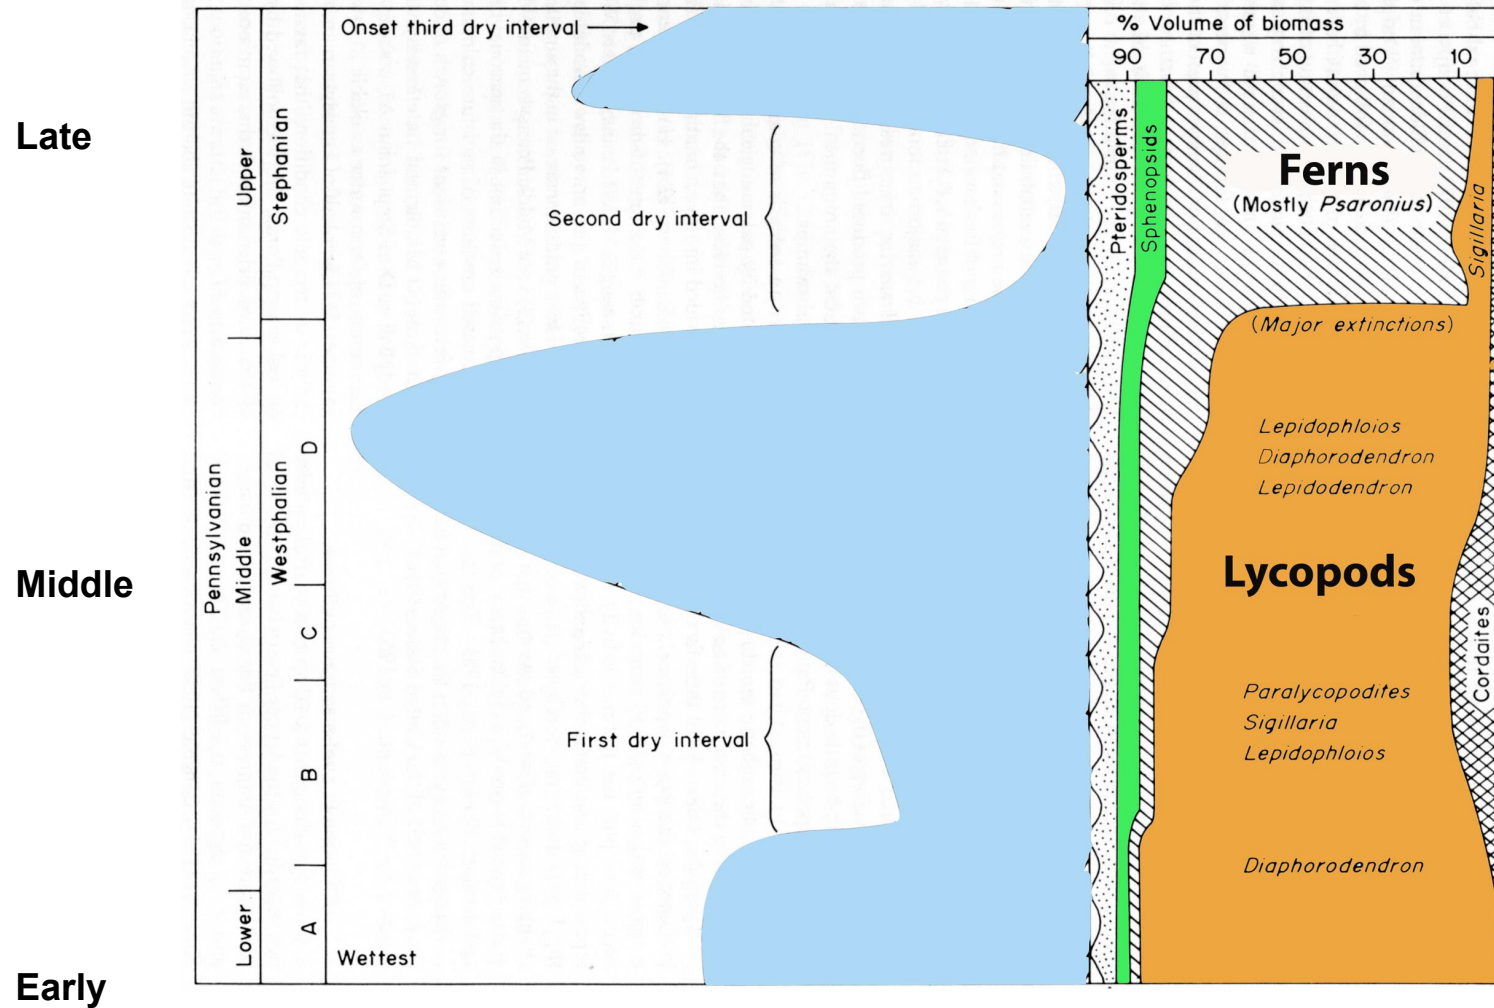 Late
Middle
Early
Pennsylvanian
Upper
Middle
Lower
Stephanian
Westphalian
D
C
B
A
Onset third dry interval
Second dry interval
First dry interval
Wettest
% Volume of biomass
90 70 50 30 10
Pteridosperms
Sphenopsids
Ferns
(Mostly Psaronius)
Sigillaria
(Major extinctions)
Lepidophloios
Diaphorodendron
Lepidodendron
Lycopods
Cordaites
Paralycopodites
Sigillaria
Lepidophloios
Diaphorodendron